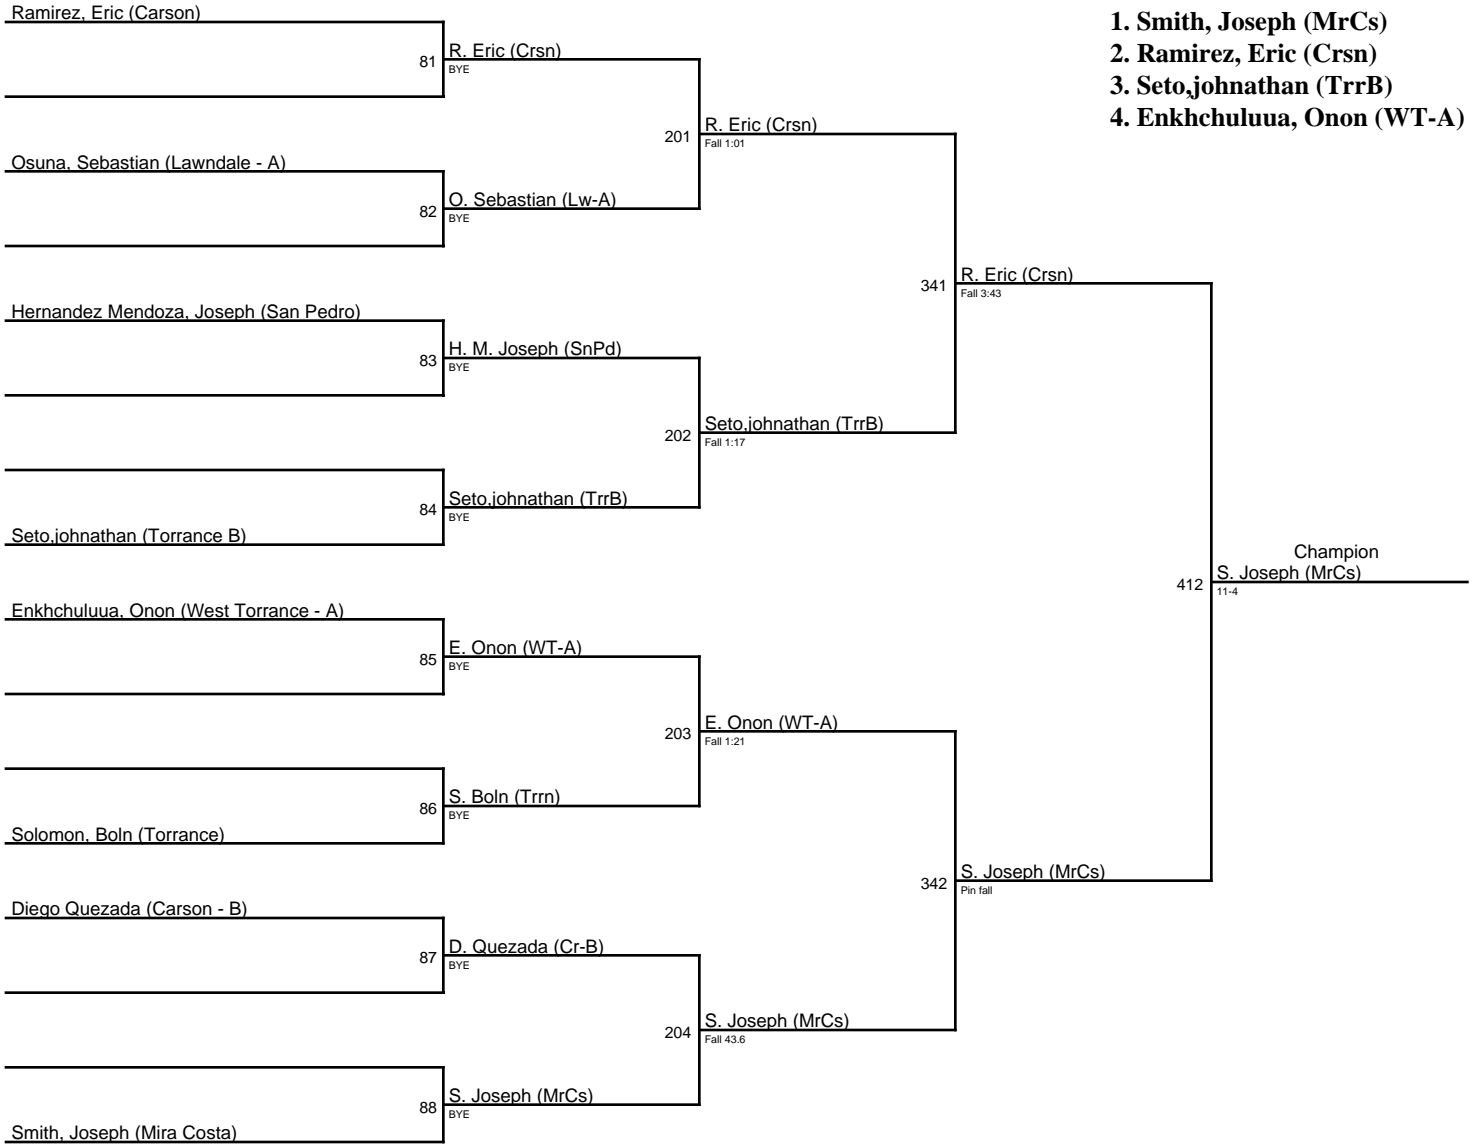 Ramirez, Eric (Carson)
1. Smith, Joseph (MrCs)
2. Ramirez, Eric (Crsn)
3. Seto,johnathan (TrrB)
4. Enkhchuluua, Onon (WT-A)
81
R. Eric (Crsn)
BYE
201
R. Eric (Crsn)
Fall 1:01
Osuna, Sebastian (Lawndale - A)
82
O. Sebastian (Lw-A)
BYE
341
R. Eric (Crsn)
Fall 3:43
Hernandez Mendoza, Joseph (San Pedro)
83
H. M. Joseph (SnPd)
BYE
202
Seto,johnathan (TrrB)
Fall 1:17
84
Seto,johnathan (TrrB)
BYE
Seto,johnathan (Torrance B)
Champion
412
S. Joseph (MrCs)
11-4
Enkhchuluua, Onon (West Torrance - A)
85
E. Onon (WT-A)
BYE
203
E. Onon (WT-A)
Fall 1:21
86
S. Boln (Trrn)
BYE
Solomon, Boln (Torrance)
342
S. Joseph (MrCs)
Pin fall
Diego Quezada (Carson - B)
87
D. Quezada (Cr-B)
BYE
204
S. Joseph (MrCs)
Fall 43.6
88
S. Joseph (MrCs)
BYE
Smith, Joseph (Mira Costa)